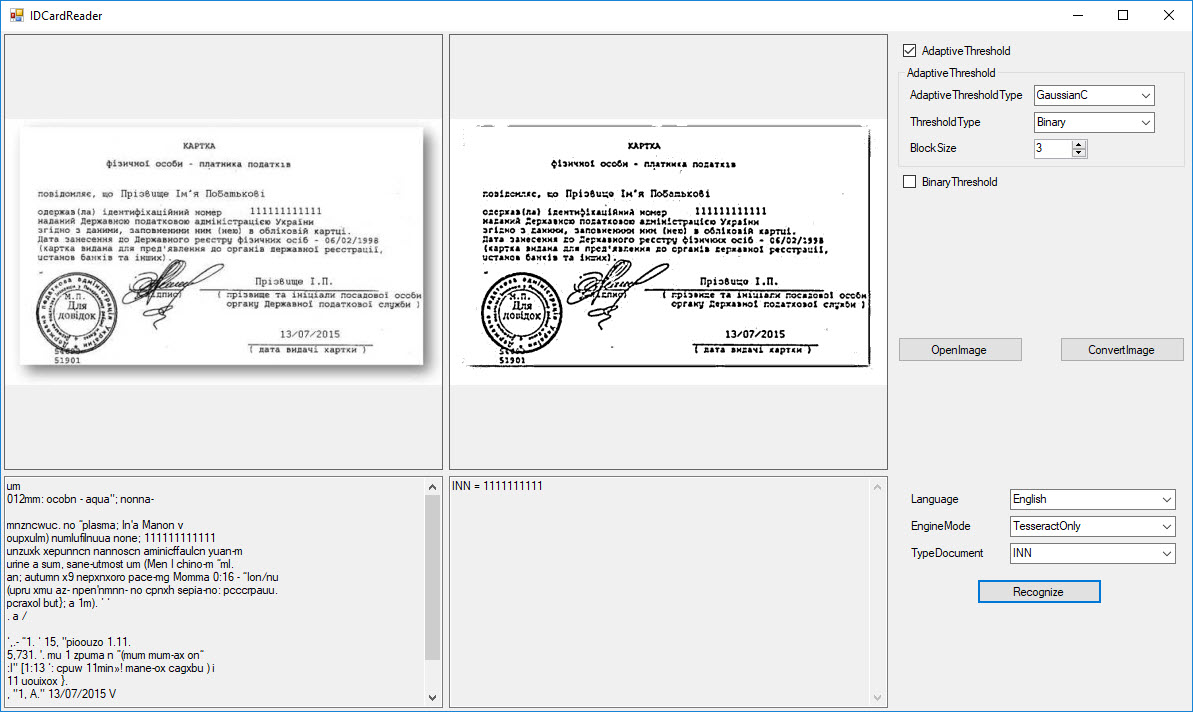 IDCardReader
КАРТКА
фізичної особи - платника податків
повідомляє, що Прізвище Ім'я Побатькові
одержав(ла) ідентифікаційний номер 111111111111
наданий Державною податковою адміністрацією України
згідно з даними, заповненими ним (нею) в обліковій картці.
Дата занесення до Державного реєстру фізичних осіб - 06/02/1998
(картка видана для пред'явлення до органів державної реєстрації,
установ банків та інших).
Прізвище І.П.
М.П.
Для
довідок
( прізвище та ініціали посадової особи
органу Державної податкової служби )
13/07/2015
( дата видачі картки )
51901
КАРТКА
фізичної особи - платника податків
повідомляє, що Прізвище Ім'я Побатькові
одержав(ла) ідентифікаційний номер 111111111111
наданий Державною податковою адміністрацією України
згідно з даними, заповненими ним (нею) в обліковій картці.
Дата занесення до Державного реєстру фізичних осіб - 06/02/1998
(картка видана для пред'явлення до органів державної реєстрації,
установ банків та інших).
Прізвище І.П.
М.П.
Для
довідок
( прізвище та ініціали посадової особи
органу Державної податкової служби )
13/07/2015
( дата видачі картки )
51901
AdaptiveThreshold
AdaptiveThreshold
AdaptiveThresholdType GaussianC
ThresholdType Binary
BlockSize 3
BinaryThreshold
OpenImage ConvertImage
um
012mm: ocobn - aqua"; nonna-
mnzncwuc. no "plasma; ln'a Manon v
oupxulm) numlufilnuua none; 111111111111
unzuxk xepunncn nannoscn aminicffaulcn yuan-m
urine a sum, sane-utmost um (Men I chino-m "ml.
an; autumn x9 nepxnxoro pace-mg Momma 0:16 - "lon/nu
(upru xmu az- npen'nmnn- no cpnxh sepia-no: pcccrpauu.
pcraxol but}; a 1m). ' '
. a /
',.- "1. ' 15, "pioouzo 1.11.
5,731. '. mu 1 zpuma n "(mum mum-ax on"
:I" [1:13 ': cpuw 11min»! mane-ox cagxbu ) i
11 uouixox }.
, "1, A." 13/07/2015 V
INN = 1111111111
Language English
EngineMode TesseractOnly
TypeDocument INN
Recognize